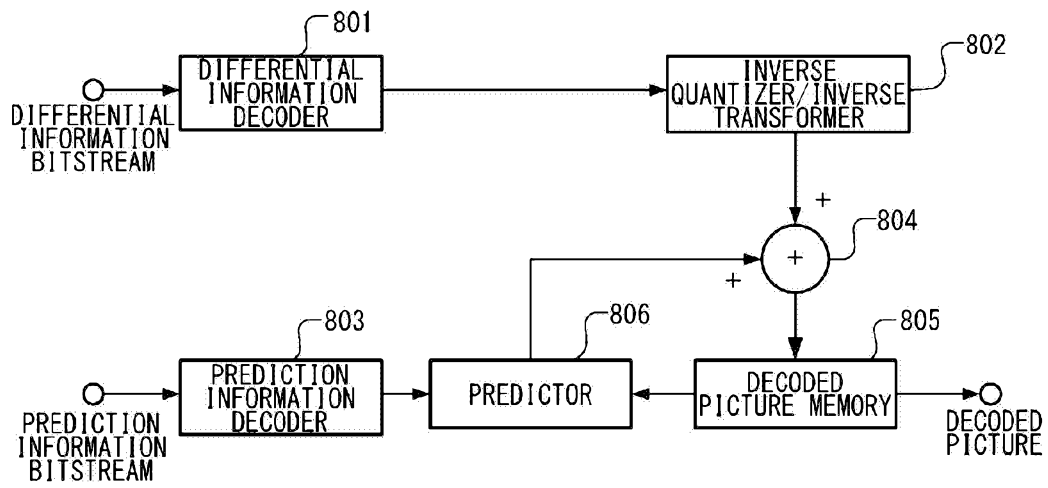 801
DIFFERENTIAL
INFORMATION
DECODER
802
INVERSE
QUANTIZER/INVERSE
TRANSFORMER
DIFFERENTIAL
INFORMATION
BITSTREAM
+
804
+
+
803
806
805
PREDICTION
INFORMATION
DECODER
PREDICTOR
DECODED
PICTURE MEMORY
PREDICTION
INFORMATION
BITSTREAM
DECODED
PICTURE